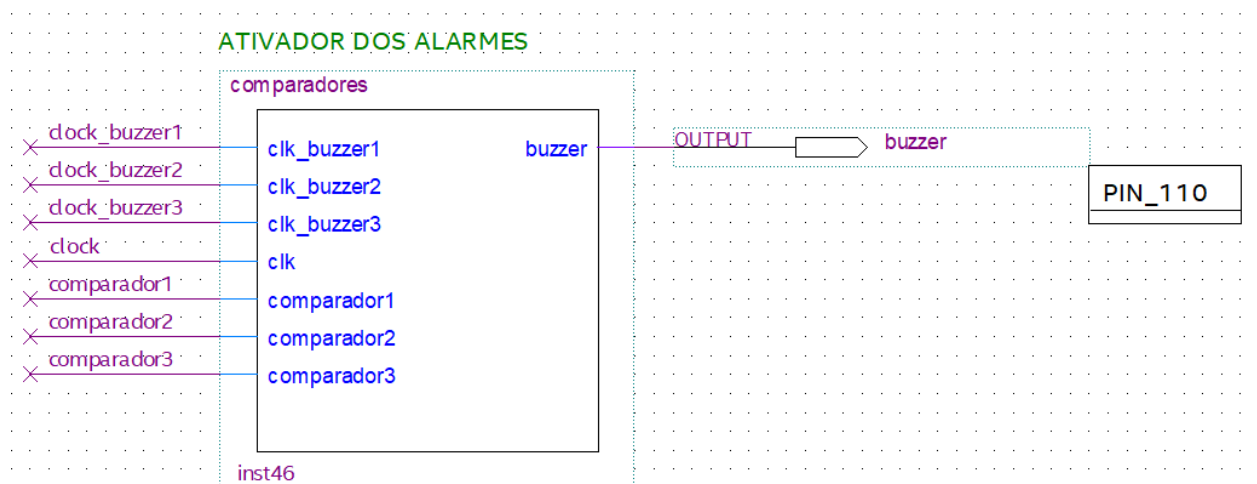 ATIVADOR DOS ALARMES
comparadores
clock_buzzer1
clk_buzzer1
buzzer
OUTPUT
buzzer
clock_buzzer2
clk_buzzer2
PIN_110
clock_buzzer3
clk_buzzer3
clock
clk
comparador1
comparador1
comparador2
comparador2
comparador3
comparador3
inst46